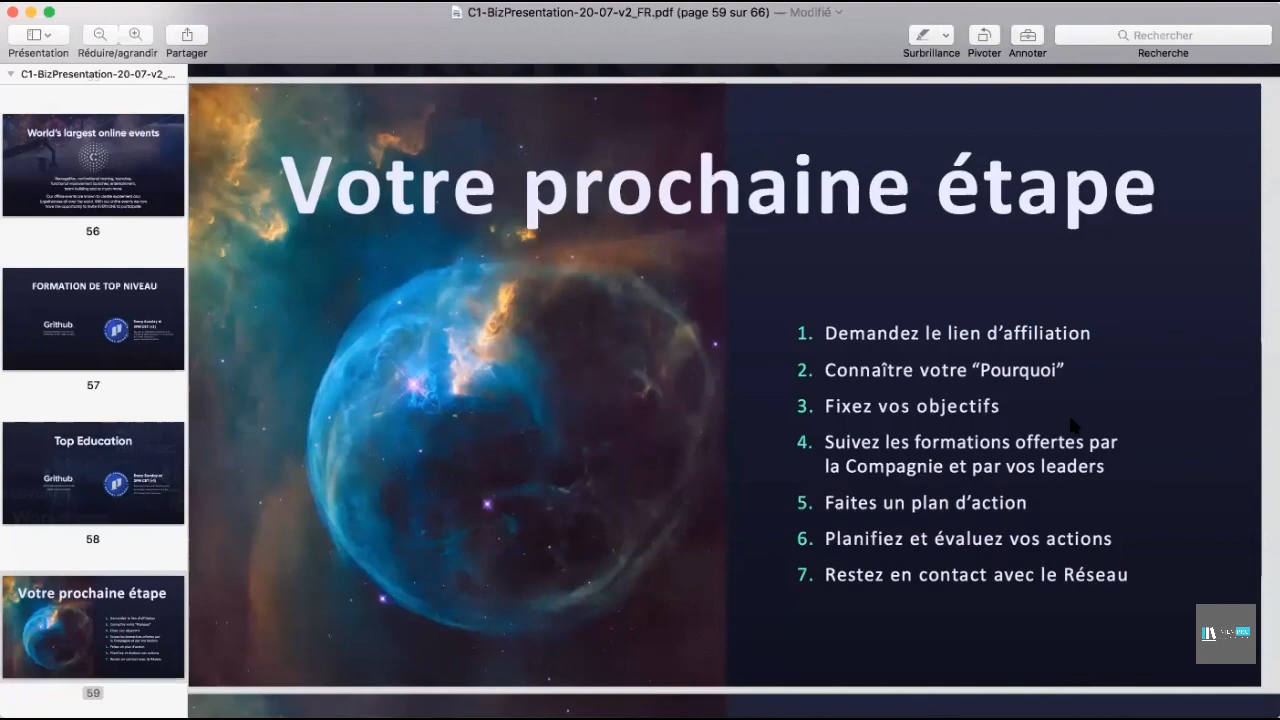 C1-BizPresentation-20-07-v2_FR.pdf (page 59 sur 66) — Modifié
Présentation
Réduire/agrandir
Partager
Surbrillance
Pivoter
Annoter
Rechercher
Recherche
C1-BizPresentation-20-07-v2_...
World's largest online events
56
FORMATION DE TOP NIVEAU
Grithub
57
Top Education
Grithub
58
Votre prochaine étape
59
Votre prochaine étape
1. Demandez le lien d’affiliation
2. Connaître votre “Pourquoi”
3. Fixez vos objectifs
4. Suivez les formations offertes par
la Compagnie et par vos leaders
5. Faites un plan d’action
6. Planifiez et évaluez vos actions
7. Restez en contact avec le Réseau